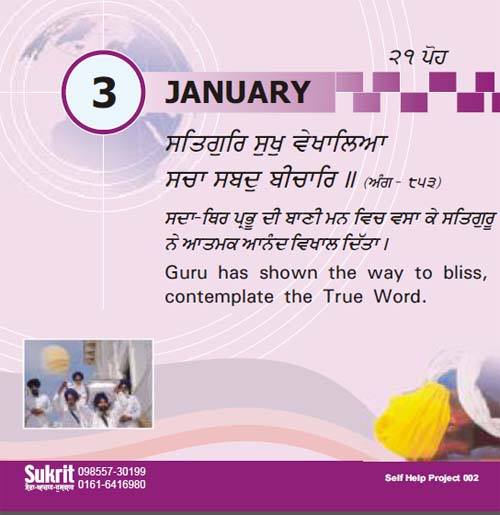 ੨੧ ਪੋਹ
3 JANUARY
ਸਤਿਗੁਰਿ ਸੁਖੁ ਵੇਖਾਲਿਆ
ਸਚਾ ਸਬਦੁ ਬੀਚਾਰਿ ॥ (ਅੰਗ - ੮੫੩)
ਸਦਾ-ਥਿਰ ਪ੍ਰਭੂ ਦੀ ਬਾਣੀ ਮਨ ਵਿਚ ਵਸਾ ਕੇ ਸਤਿਗੁਰੂ
ਨੇ ਆਤਮਕ ਆਨੰਦ ਵਿਖਾਲ ਦਿੱਤਾ।
Guru has shown the way to bliss,
contemplate the True Word.
Sukrit 098557-30199
0161-6416980
Self Help Project 002